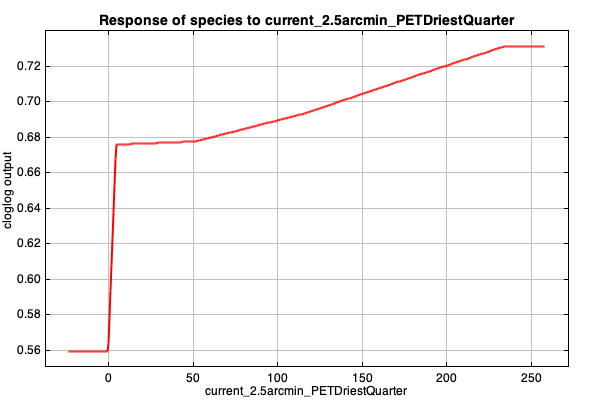 Response of species to current_2.5arcmin_PETDriestQuarter
0.72
0.70
0.68
0.66
0.64
0.62
0.60
0.58
0.56
cloglog output
0 50 100 150 200 250
current_2.5arcmin_PETDriestQuarter